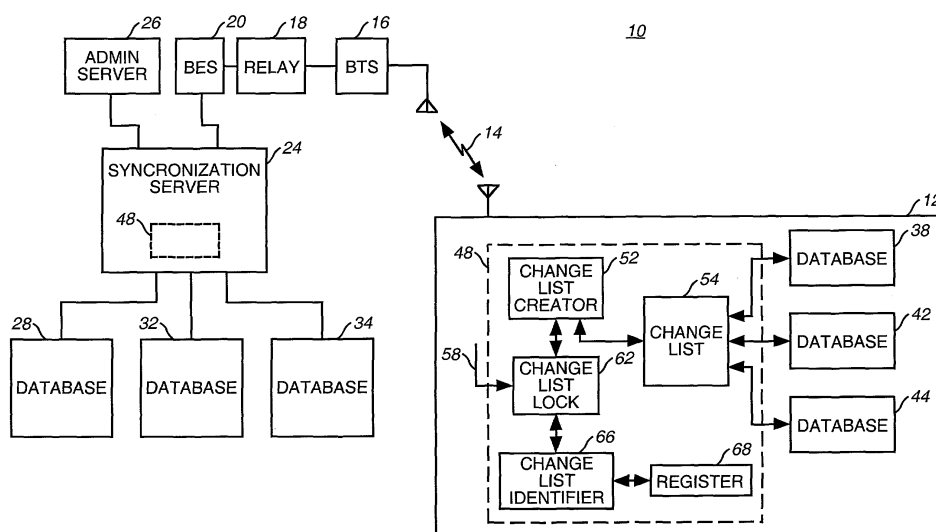 26
20
18
16
10
ADMIN
SERVER
BES
RELAY
BTS
14
24
SYNCRONIZATION
SERVER
48
12
28
DATABASE
32
DATABASE
34
DATABASE
48
52
CHANGE
LIST
CREATOR
54
CHANGE
LIST
58
62
CHANGE
LIST
LOCK
66
CHANGE
LIST
IDENTIFIER
68
REGISTER
38
DATABASE
42
DATABASE
44
DATABASE